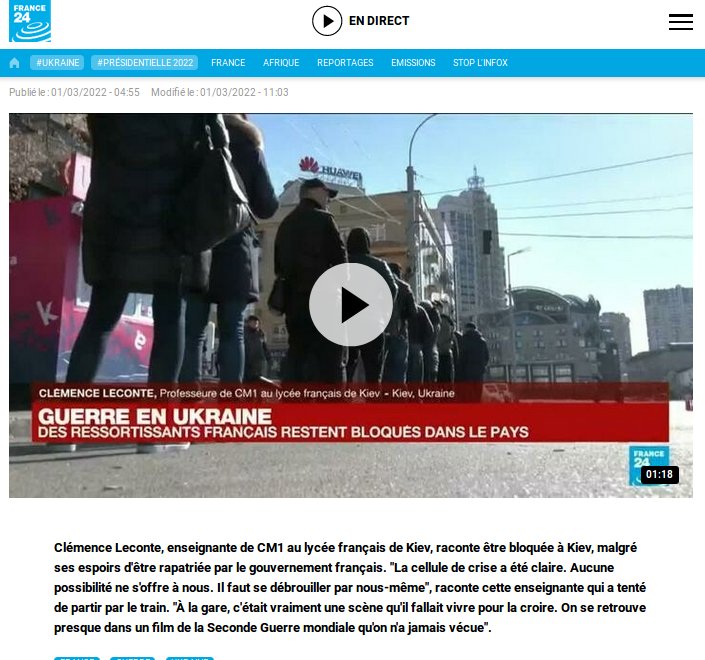 FRANCE
24
EN DIRECT
#UKRAINE #PRÉSIDENTIELLE 2022 FRANCE AFRIQUE REPORTAGES EMISSIONS STOP L'INFOX
Publié le : 01/03/2022 - 04:55 Modifié le : 01/03/2022 - 11:03
HUAWEI
CLÉMENCE LECONTE, Professeure de CM1 au lycée français de Kiev - Kiev, Ukraine
GUERRE EN UKRAINE
DES RESSORTISSANTS FRANÇAIS RESTENT BLOQUÉS DANS LE PAYS
FRANCE
24
01:18
Clémence Leconte, enseignante de CM1 au lycée français de Kiev, raconte être bloquée à Kiev, malgré
ses espoirs d'être rapatriée par le gouvernement français. "La cellule de crise a été claire. Aucune
possibilité ne s'offre à nous. Il faut se débrouiller par nous-même", raconte cette enseignante qui a tenté
de partir par le train. "À la gare, c'était vraiment une scène qu'il fallait vivre pour la croire. On se retrouve
presque dans un film de la Seconde Guerre mondiale qu'on n'a jamais vécue".